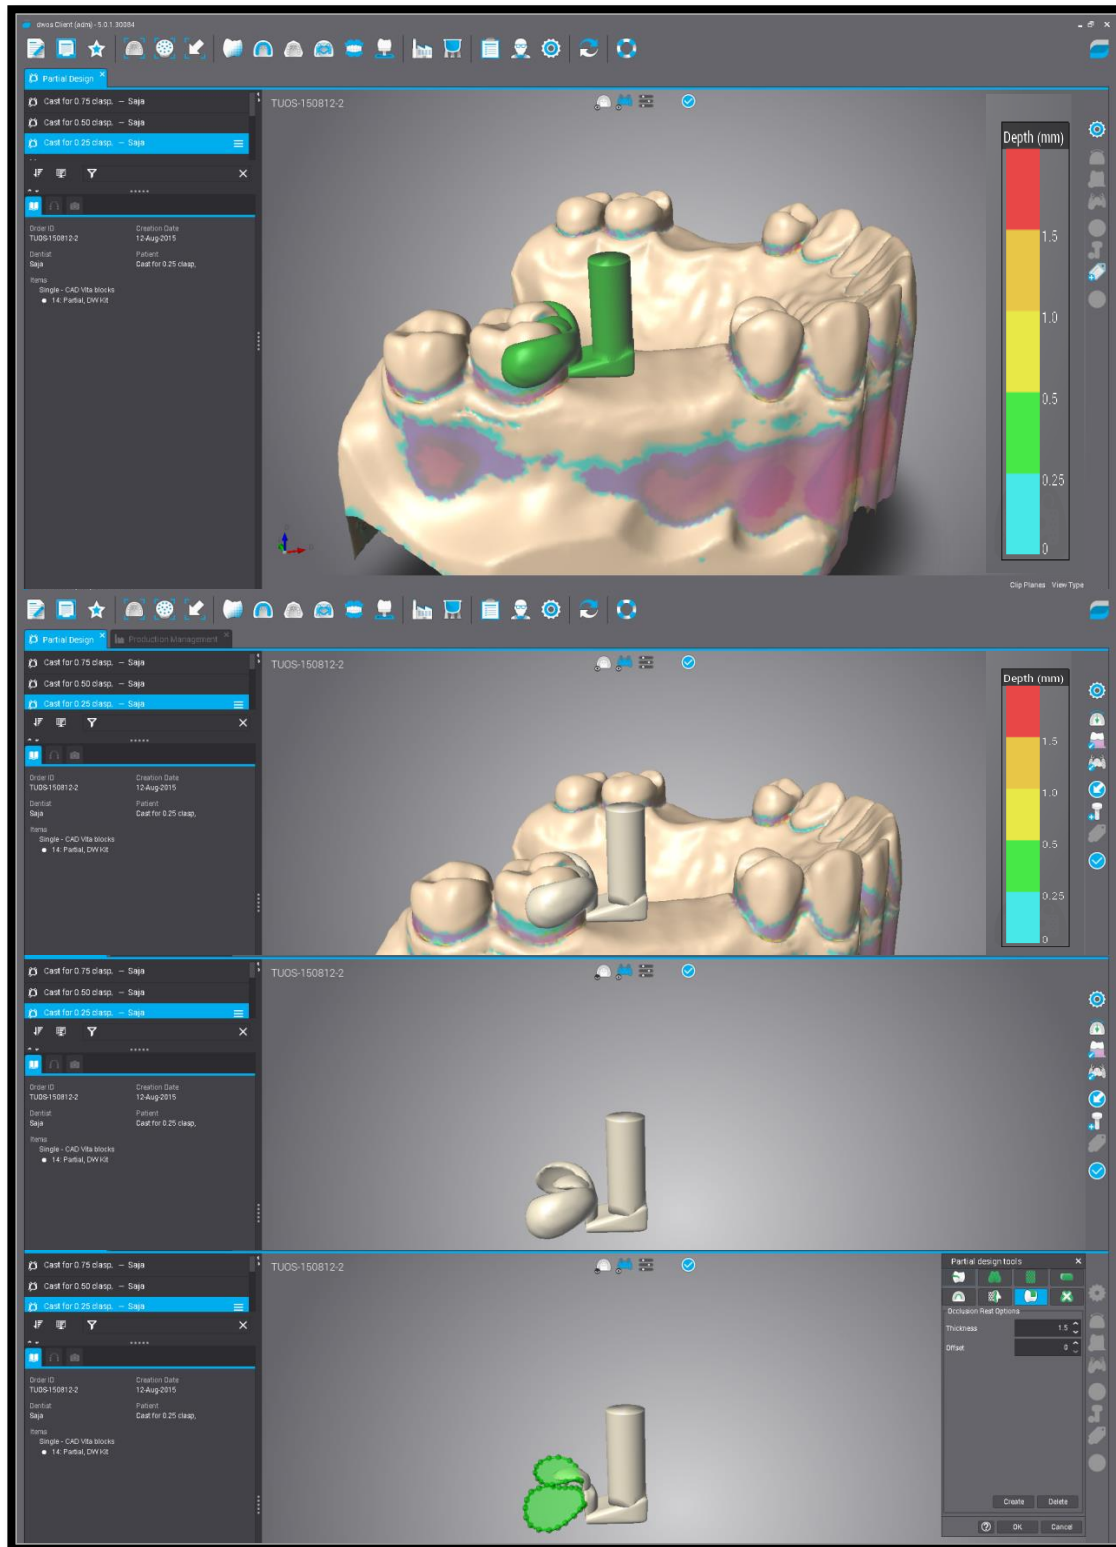 dwos Client (adm) - 5.0.1.30084
Partial Design
Cast for 0.75 clasp. — Saja
Cast for 0.50 clasp. — Saja
Cast for 0.25 clasp. — Saja
Order ID
TUOS-150812-2
Creation Date
12-Aug-2015
Dentist
Saja
Patient
Cast for 0.25 clasp,
Items
Single - CAD Vita blocks
14: Partial, DW Kit
TUOS-150812-2
Depth (mm)
1.5
1.0
0.5
0.25
0
Clip Planes View Type
Partial Design
Production Management
Cast for 0.75 clasp. — Saja
Cast for 0.50 clasp. — Saja
Cast for 0.25 clasp. — Saja
Order ID
TUOS-150812-2
Creation Date
12-Aug-2015
Dentist
Saja
Patient
Cast for 0.25 clasp,
Items
Single - CAD Vita blocks
14: Partial, DW Kit
TUOS-150812-2
Depth (mm)
1.5
1.0
0.5
0.25
0
Cast for 0.75 clasp. — Saja
Cast for 0.50 clasp. — Saja
Cast for 0.25 clasp. — Saja
Order ID
TUOS-150812-2
Creation Date
12-Aug-2015
Dentist
Saja
Patient
Cast for 0.25 clasp,
Items
Single - CAD Vita blocks
14: Partial, DW Kit
TUOS-150812-2
Cast for 0.75 clasp. — Saja
Cast for 0.50 clasp. — Saja
Cast for 0.25 clasp. — Saja
Order ID
TUOS-150812-2
Creation Date
12-Aug-2015
Dentist
Saja
Patient
Cast for 0.25 clasp,
Items
Single - CAD Vita blocks
14: Partial, DW Kit
TUOS-150812-2
Partial design tools
Occlusion Rest Options
Thickness 1.5
Offset 0
Create Delete
OK Cancel